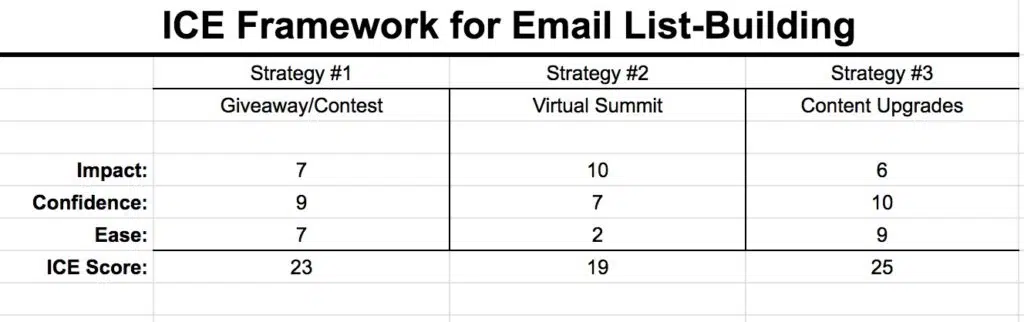 ICE Framework for Email List-Building
Strategy #1 Strategy #2 Strategy #3
Giveaway/Contest Virtual Summit Content Upgrades
Impact: 7 10 6
Confidence: 9 7 10
Ease: 7 2 9
ICE Score: 23 19 25